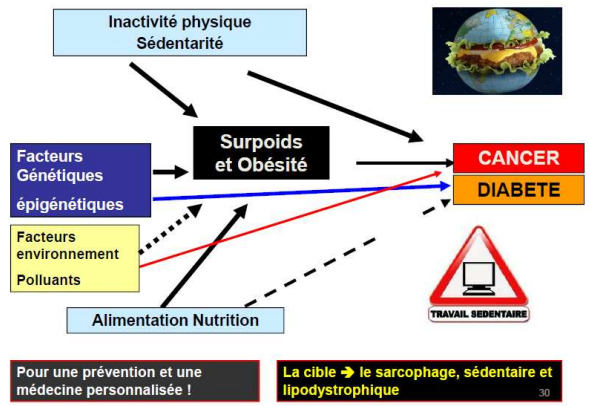 Inactivité physique
Sédentarité
Surpoids
et Obésité
Facteurs
Génétiques
épigénétiques
CANCER
DIABETE
Facteurs
environnement
Polluants
TRAVAIL SEDENTAIRE
Alimentation Nutrition
Pour une prévention et une
médecine personnalisée !
La cible ➔ le sarcophage, sédentaire et
lipodystrophique
30